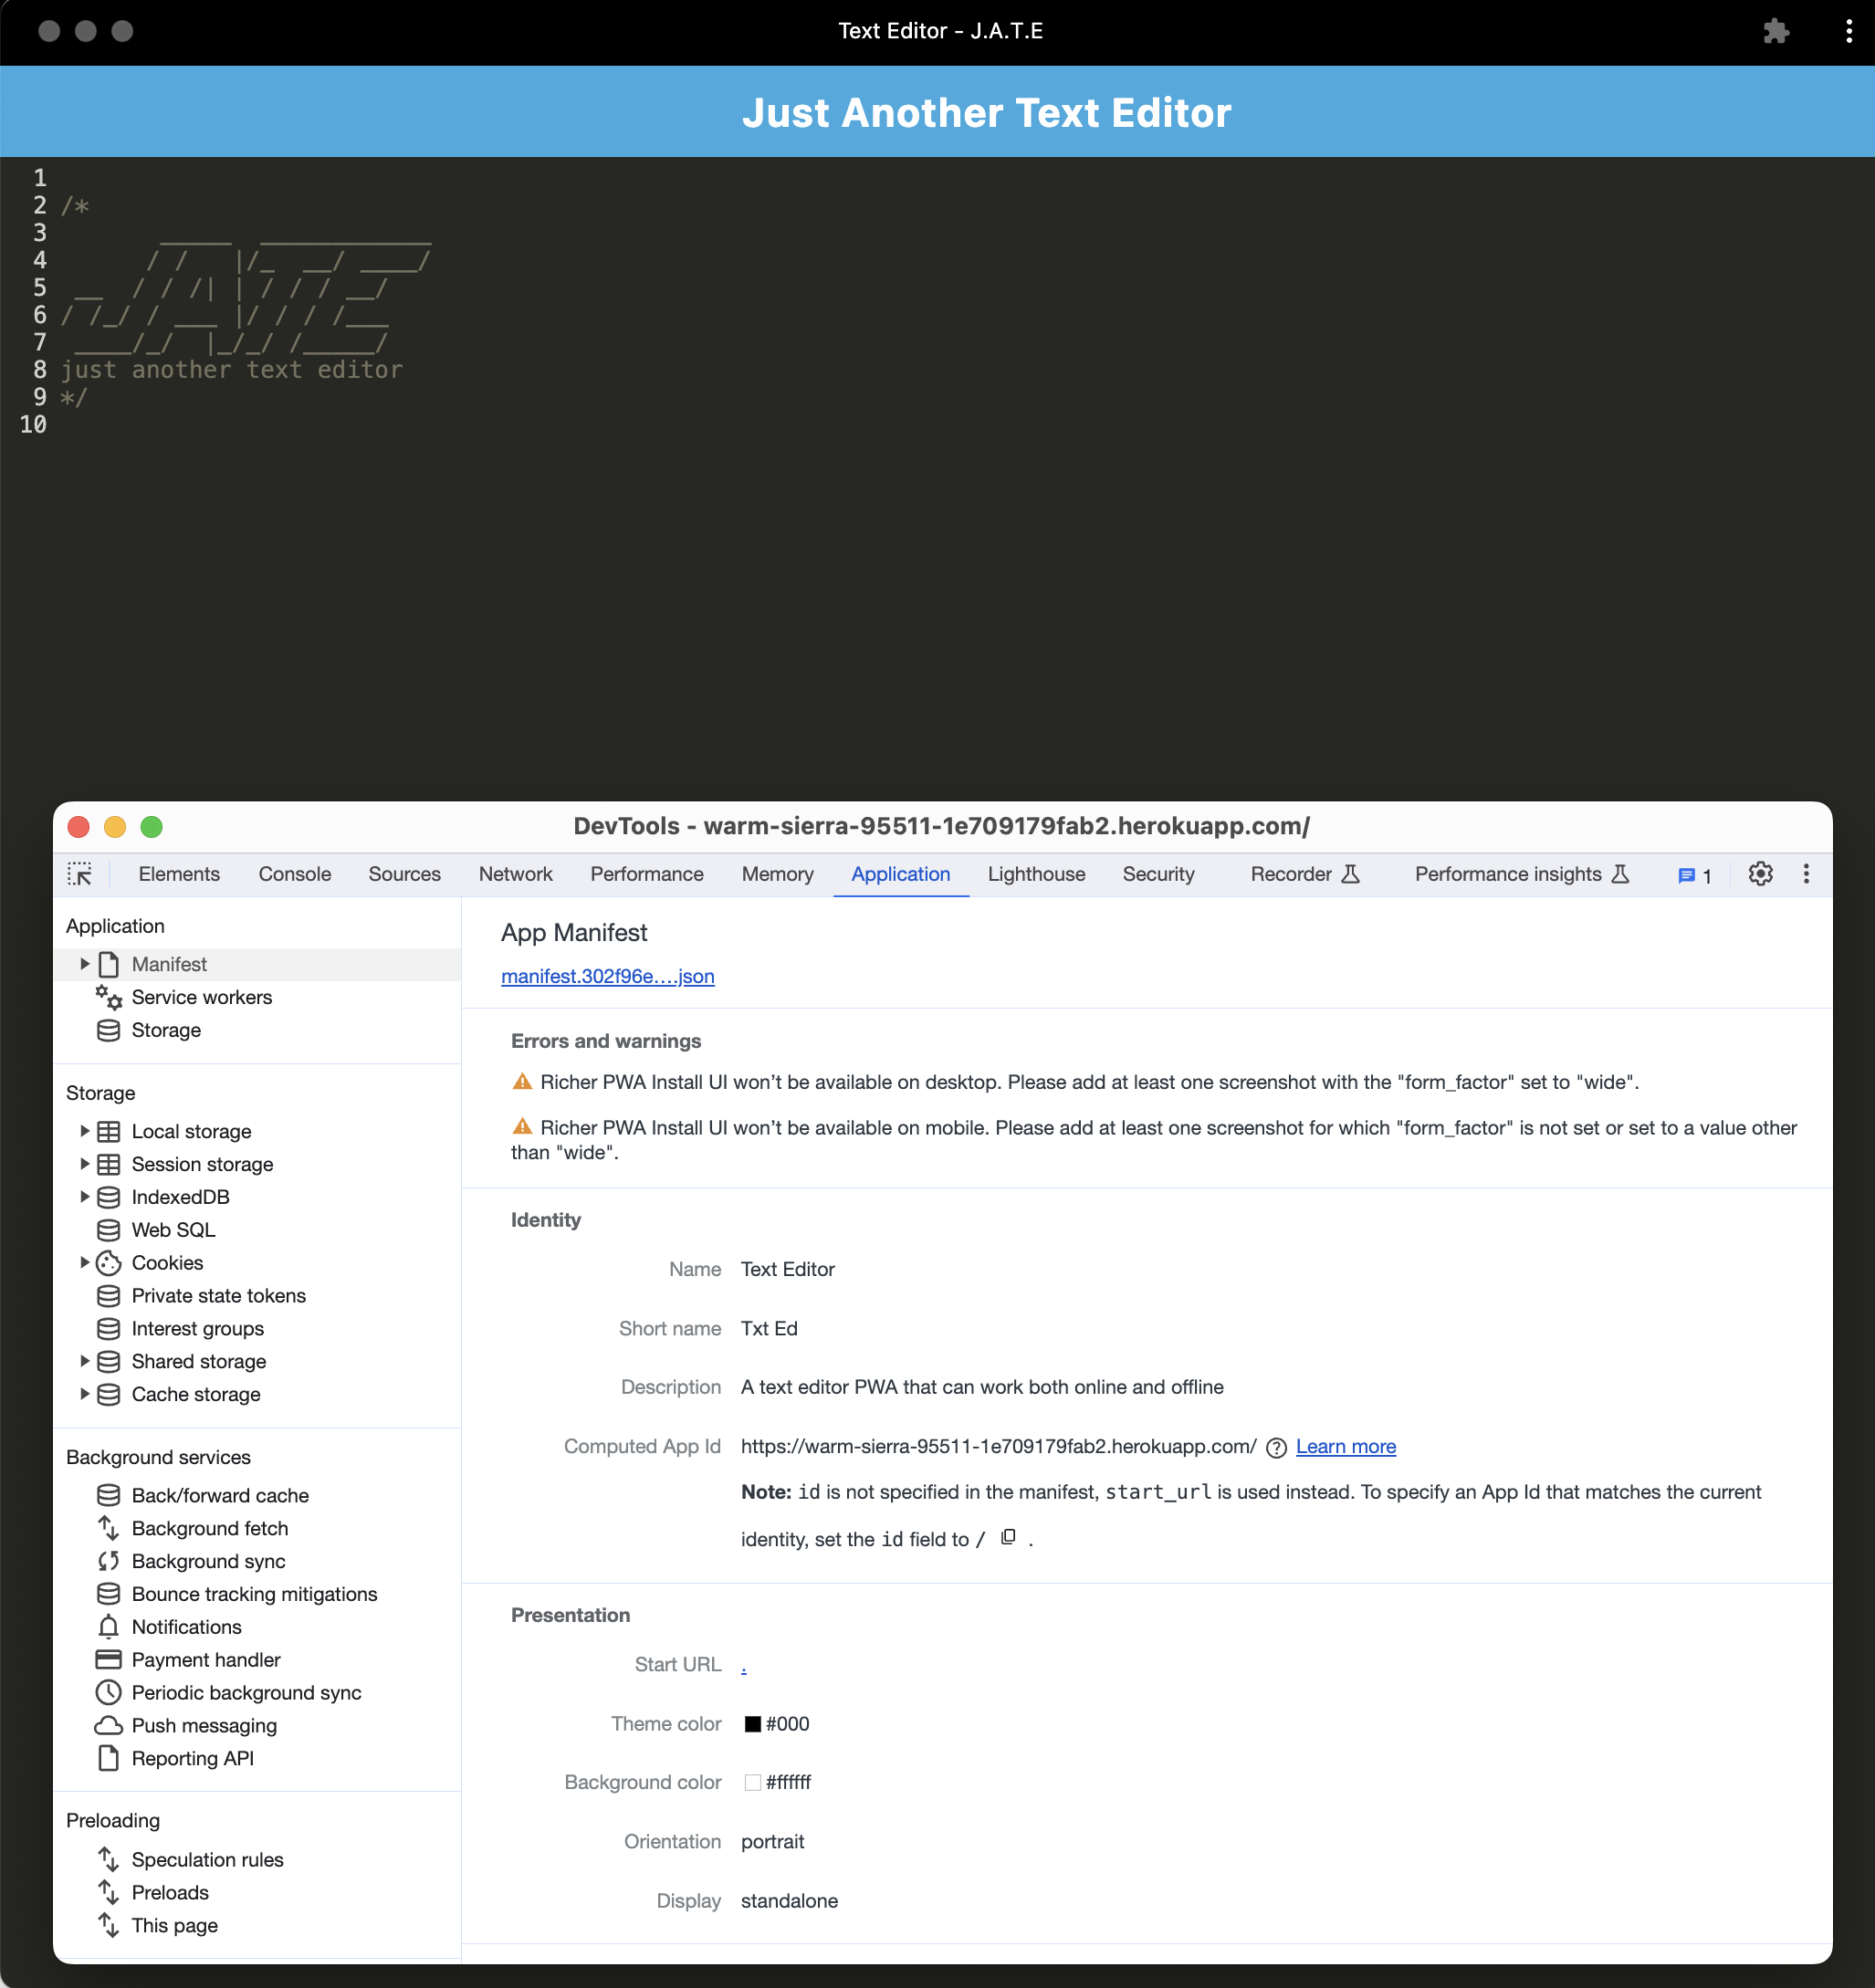 Text Editor - J.A.T.E
Just Another Text Editor
1
2 /*
3        _____  ____________
4       / /    |/_  __/ ____/
5  __  / / /| | / / / __/
6 / /_/ / ___ |/ / / /___
7  ____/_/  |_/_/ /_____/
8 just another text editor
9 */
10
DevTools - warm-sierra-95511-1e709179fab2.herokuapp.com/
Elements Console Sources Network Performance Memory Application Lighthouse Security Recorder Performance insights 1
Application
Manifest
Service workers
Storage
Storage
Local storage
Session storage
IndexedDB
Web SQL
Cookies
Private state tokens
Interest groups
Shared storage
Cache storage
Background services
Back/forward cache
Background fetch
Background sync
Bounce tracking mitigations
Notifications
Payment handler
Periodic background sync
Push messaging
Reporting API
Preloading
Speculation rules
Preloads
This page
App Manifest
manifest.302f96e….json
Errors and warnings
Richer PWA Install UI won’t be available on desktop. Please add at least one screenshot with the "form_factor" set to "wide".
Richer PWA Install UI won’t be available on mobile. Please add at least one screenshot for which "form_factor" is not set or set to a value other
than "wide".
Identity
Name Text Editor
Short name Txt Ed
Description A text editor PWA that can work both online and offline
Computed App Id https://warm-sierra-95511-1e709179fab2.herokuapp.com/ ? Learn more
Note: id is not specified in the manifest, start_url is used instead. To specify an App Id that matches the current
identity, set the id field to / .
Presentation
Start URL .
Theme color #000
Background color #ffffff
Orientation portrait
Display standalone